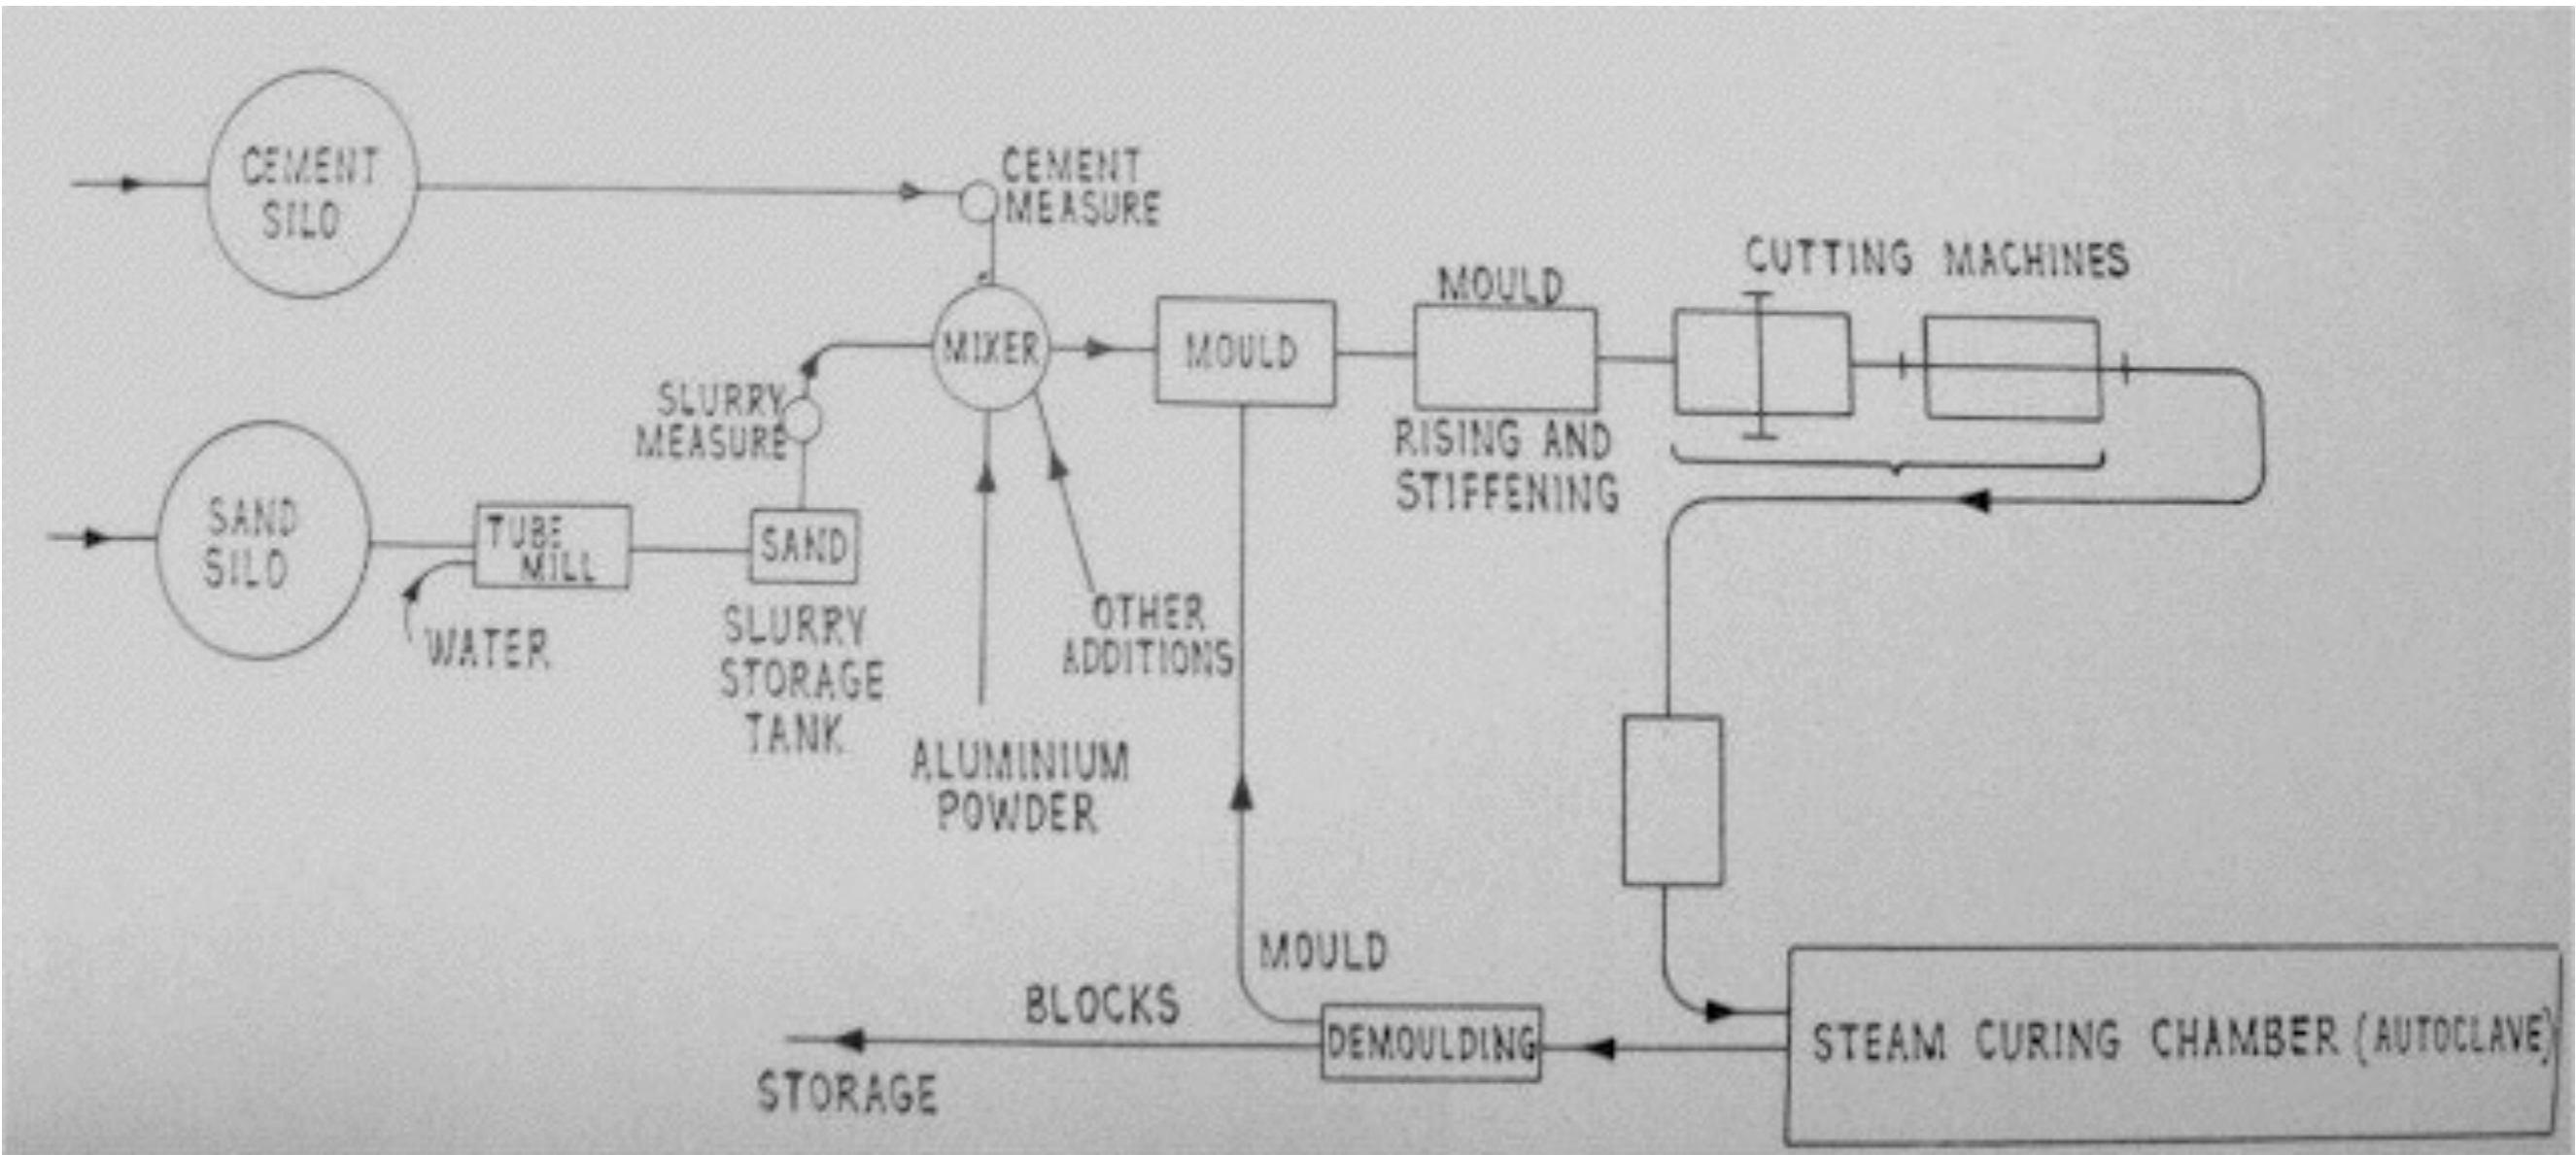 CEMENT
SILO
CEMENT
MEASURE
CUTTING MACHINES
MOULD
MIXER
MOULD
SLURRY
MEASURE
RISING AND
STIFFENING
SAND
SILO
TUBE
MILL
SAND
WATER
SLURRY
STORAGE
TANK
OTHER
ADDITIONS
ALUMINIUM
POWDER
MOULD
BLOCKS
DEMOULDING
STEAM CURING CHAMBER (AUTOCLAVE)
STORAGE